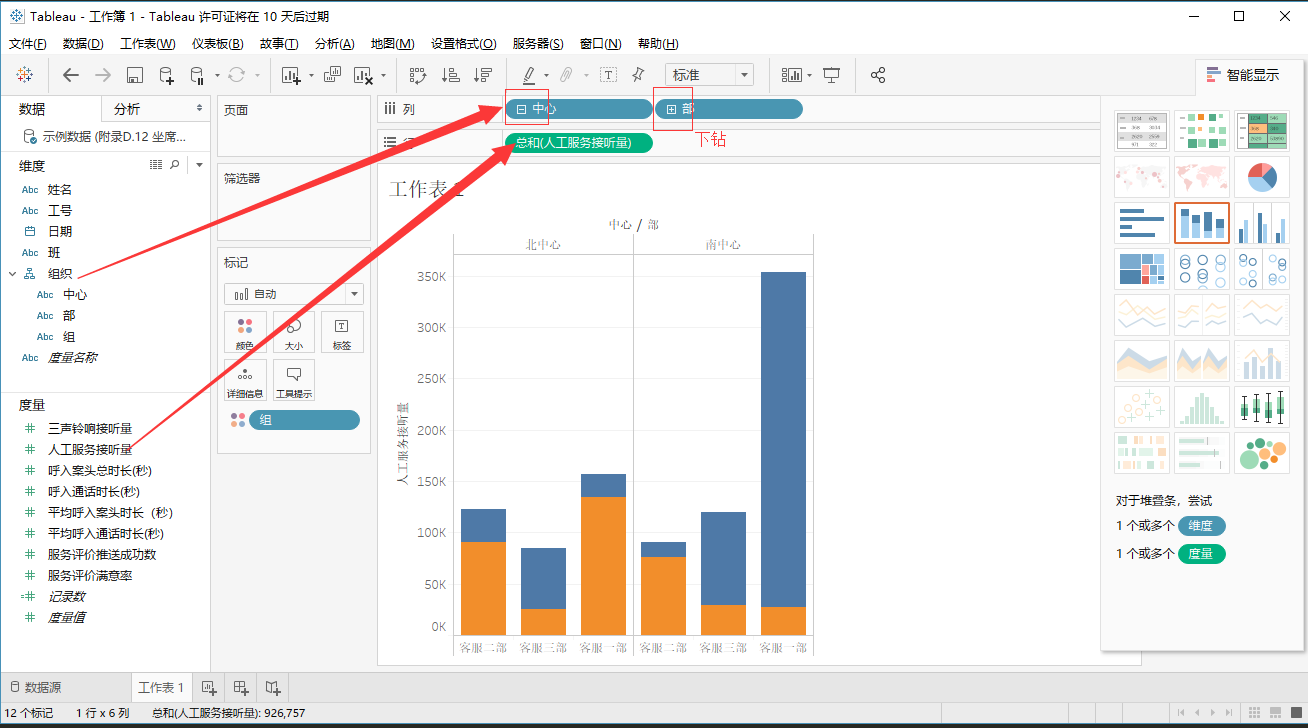 Tableau - 工作簿 1 - Tableau 许可证将在 10 天后过期
文件(F) 数据(D) 工作表(W) 仪表板(B) 故事(T) 分析(A) 地图(M) 设置格式(O) 服务器(S) 窗口(N) 帮助(H)
标准
智能显示
数据 分析
示例数据 (附录D.12 坐席...
维度
Abc 姓名
Abc 工号
日期
Abc 班
组织
Abc 中心
Abc 部
Abc 组
Abc 度量名称
度量
三声铃响接听量
人工服务接听量
呼入案头总时长(秒)
呼入通话时长(秒)
平均呼入案头时长（秒)
平均呼入通话时长(秒)
服务评价推送成功数
服务评价满意率
记录数
度量值
页面
筛选器
标记
自动
颜色 大小 标签
详细信息 工具提示
组
列 中心 部
总和(人工服务接听量)
下钻
工作表
中心 / 部
北中心 南中心
人工服务接听量
350K
300K
250K
200K
150K
100K
50K
0K
客服二部 客服三部 客服一部 客服二部 客服三部 客服一部
对于堆叠条，尝试
1 个或多个 维度
1 个或多个 度量
数据源 工作表 1
12 个标记 1 行 x 6 列 总和(人工服务接听量): 926,757